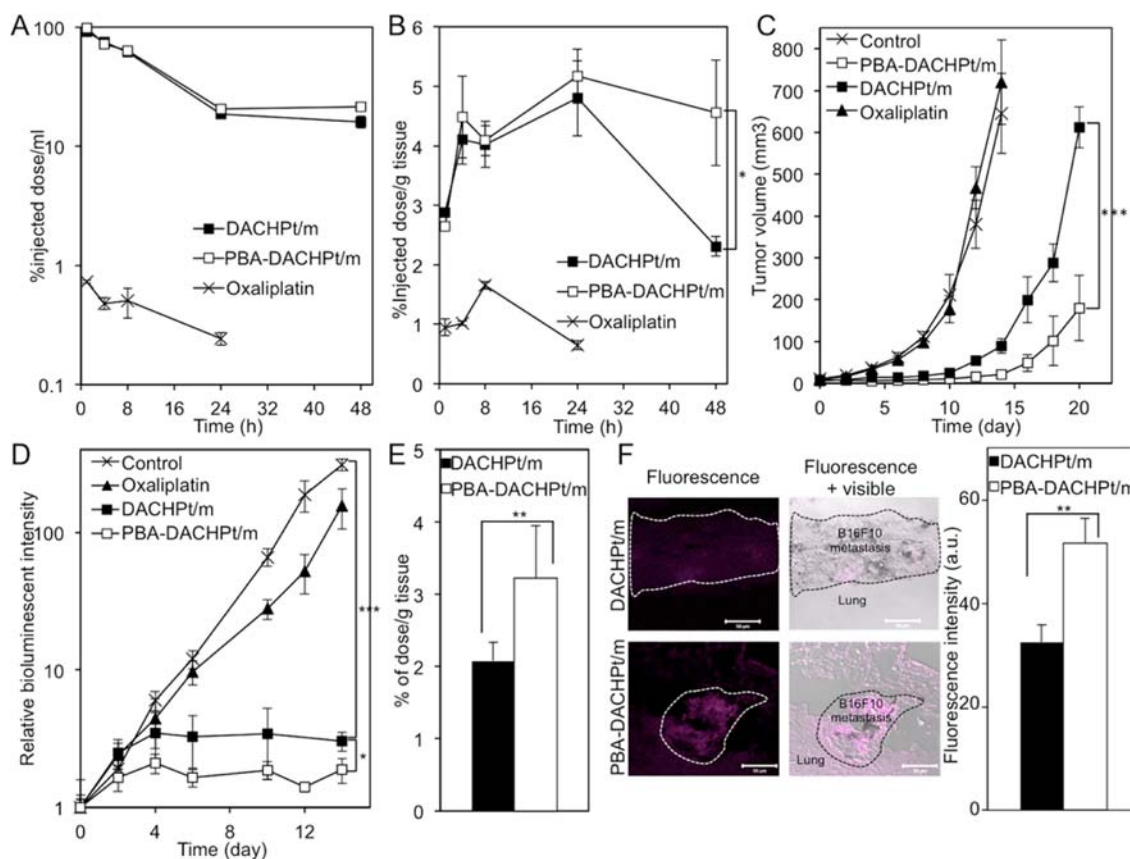 A
%injected dose/ml
100
10
1
0.1
DACHPt/m
PBA-DACHPt/m
Oxaliplatin
0 8 16 24 32 40 48
Time (h)
B
%Injected dose/g tissue
6
5
4
3
2
1
0
*
DACHPt/m
PBA-DACHPt/m
Oxaliplatin
0 8 16 24 32 40 48
Time (h)
C
Tumor volume (mm3)
800
700
600
500
400
300
200
100
0
Control
PBA-DACHPt/m
DACHPt/m
Oxaliplatin
***
0 5 10 15 20
Time (day)
D
Relative bioluminescent intensity
100
10
1
Control
Oxaliplatin
DACHPt/m
PBA-DACHPt/m
***
*
0 4 8 12
Time (day)
E
% of dose/g tissue
5
4
3
2
1
0
DACHPt/m
PBA-DACHPt/m
**
F
Fluorescence
Fluorescence
+ visible
DACHPt/m
B16F10
metastasis
Lung
PBA-DACHPt/m
B16F10
metastasis
Lung
Fluorescence intensity (a.u.)
60
40
20
0
DACHPt/m
PBA-DACHPt/m
**